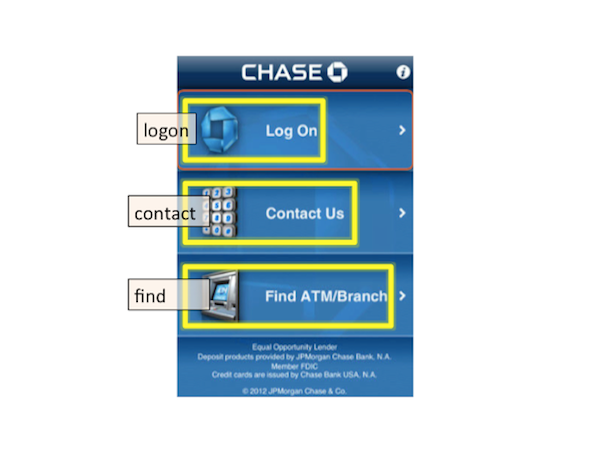 CHASE
i
logon
Log On
contact
Contact Us
find
Find ATM/Branch
Equal Opportunity Lender
Deposit products provided by JPMorgan Chase Bank, N.A.
Member FDIC
Credit cards are issued by Chase Bank USA, N.A.
© 2012 JPMorgan Chase & Co.